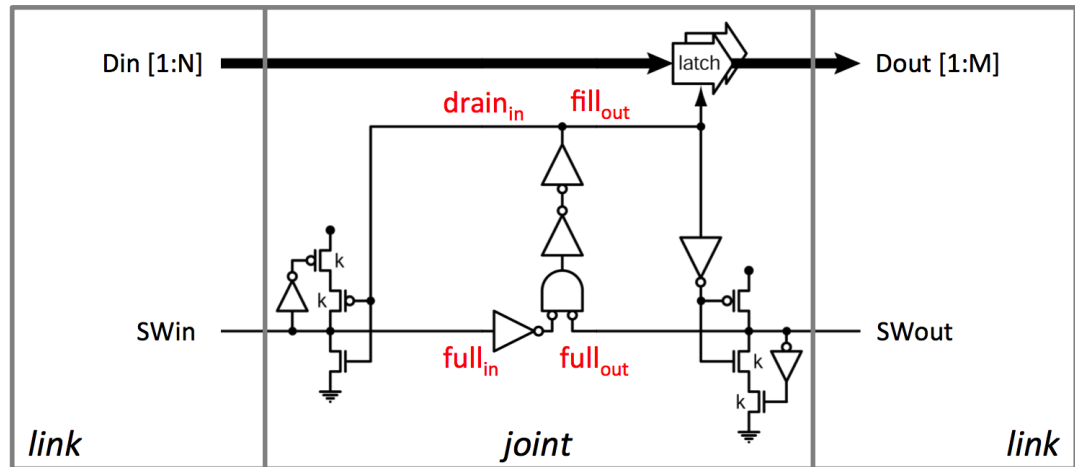 Din [1:N]
latch
Dout [1:M]
drain_in
fill_out
k
k
SWin
full_in
full_out
SWout
k
k
link
joint
link